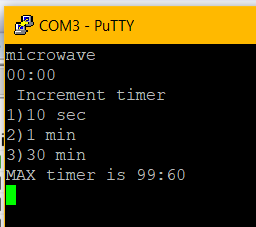 COM3 - PuTTY
microwave
00:00
 Increment timer
1)10 sec
2)1 min
3)30 min
MAX timer is 99:60